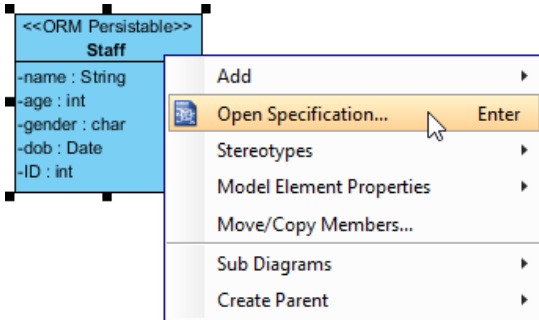 <<ORM Persistable>>
Staff
-name : String
-age : int
-gender : char
-dob : Date
-ID : int
Add
Open Specification... Enter
Stereotypes
Model Element Properties
Move/Copy Members...
Sub Diagrams
Create Parent